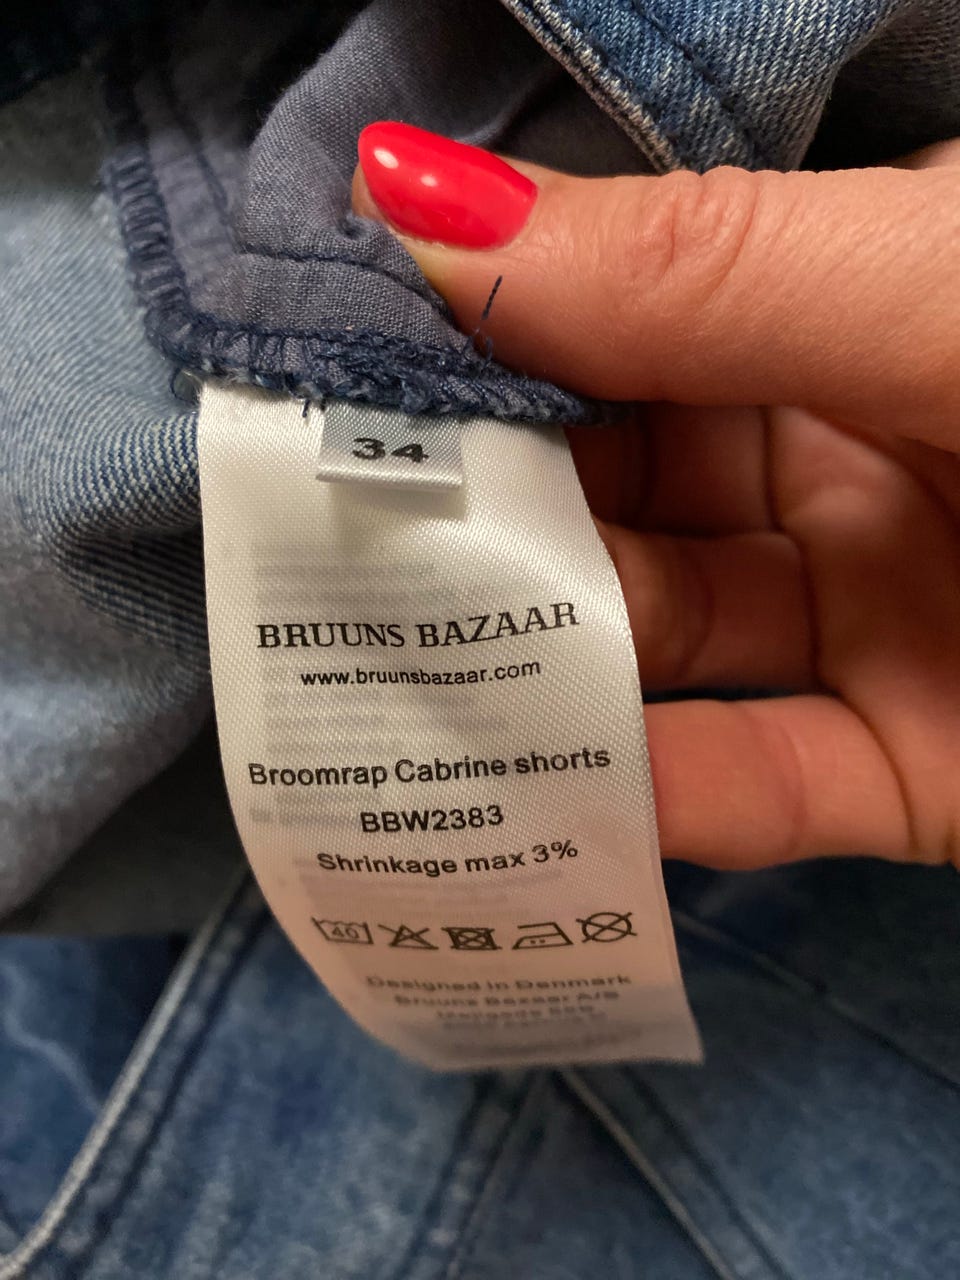 34
BRUUNS BAZAAR
www.bruunsbazaar.com
Broomrap Cabrine shorts
BBW2383
Shrinkage max 3%
40
Designed in Denmark
Bruuns Bazaar A/S